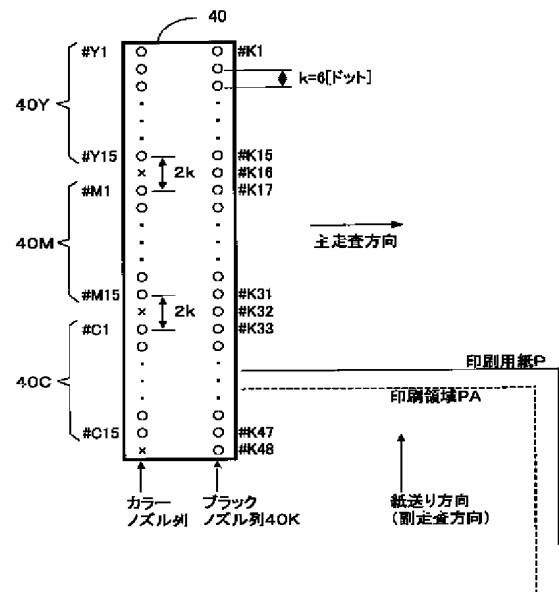 40
#Y1
#K1
k=6[ドット]
40Y
#Y15
2k
#K15
#K16
#M1
#K17
40M
主走査方向
#M15
2k
#K31
#K32
#C1
#K33
印刷用紙P
印刷領域PA
40C
#C15
#K47
#K48
カラー
ノズル列
ブラック
ノズル列40K
紙送り方向
(副走査方向)